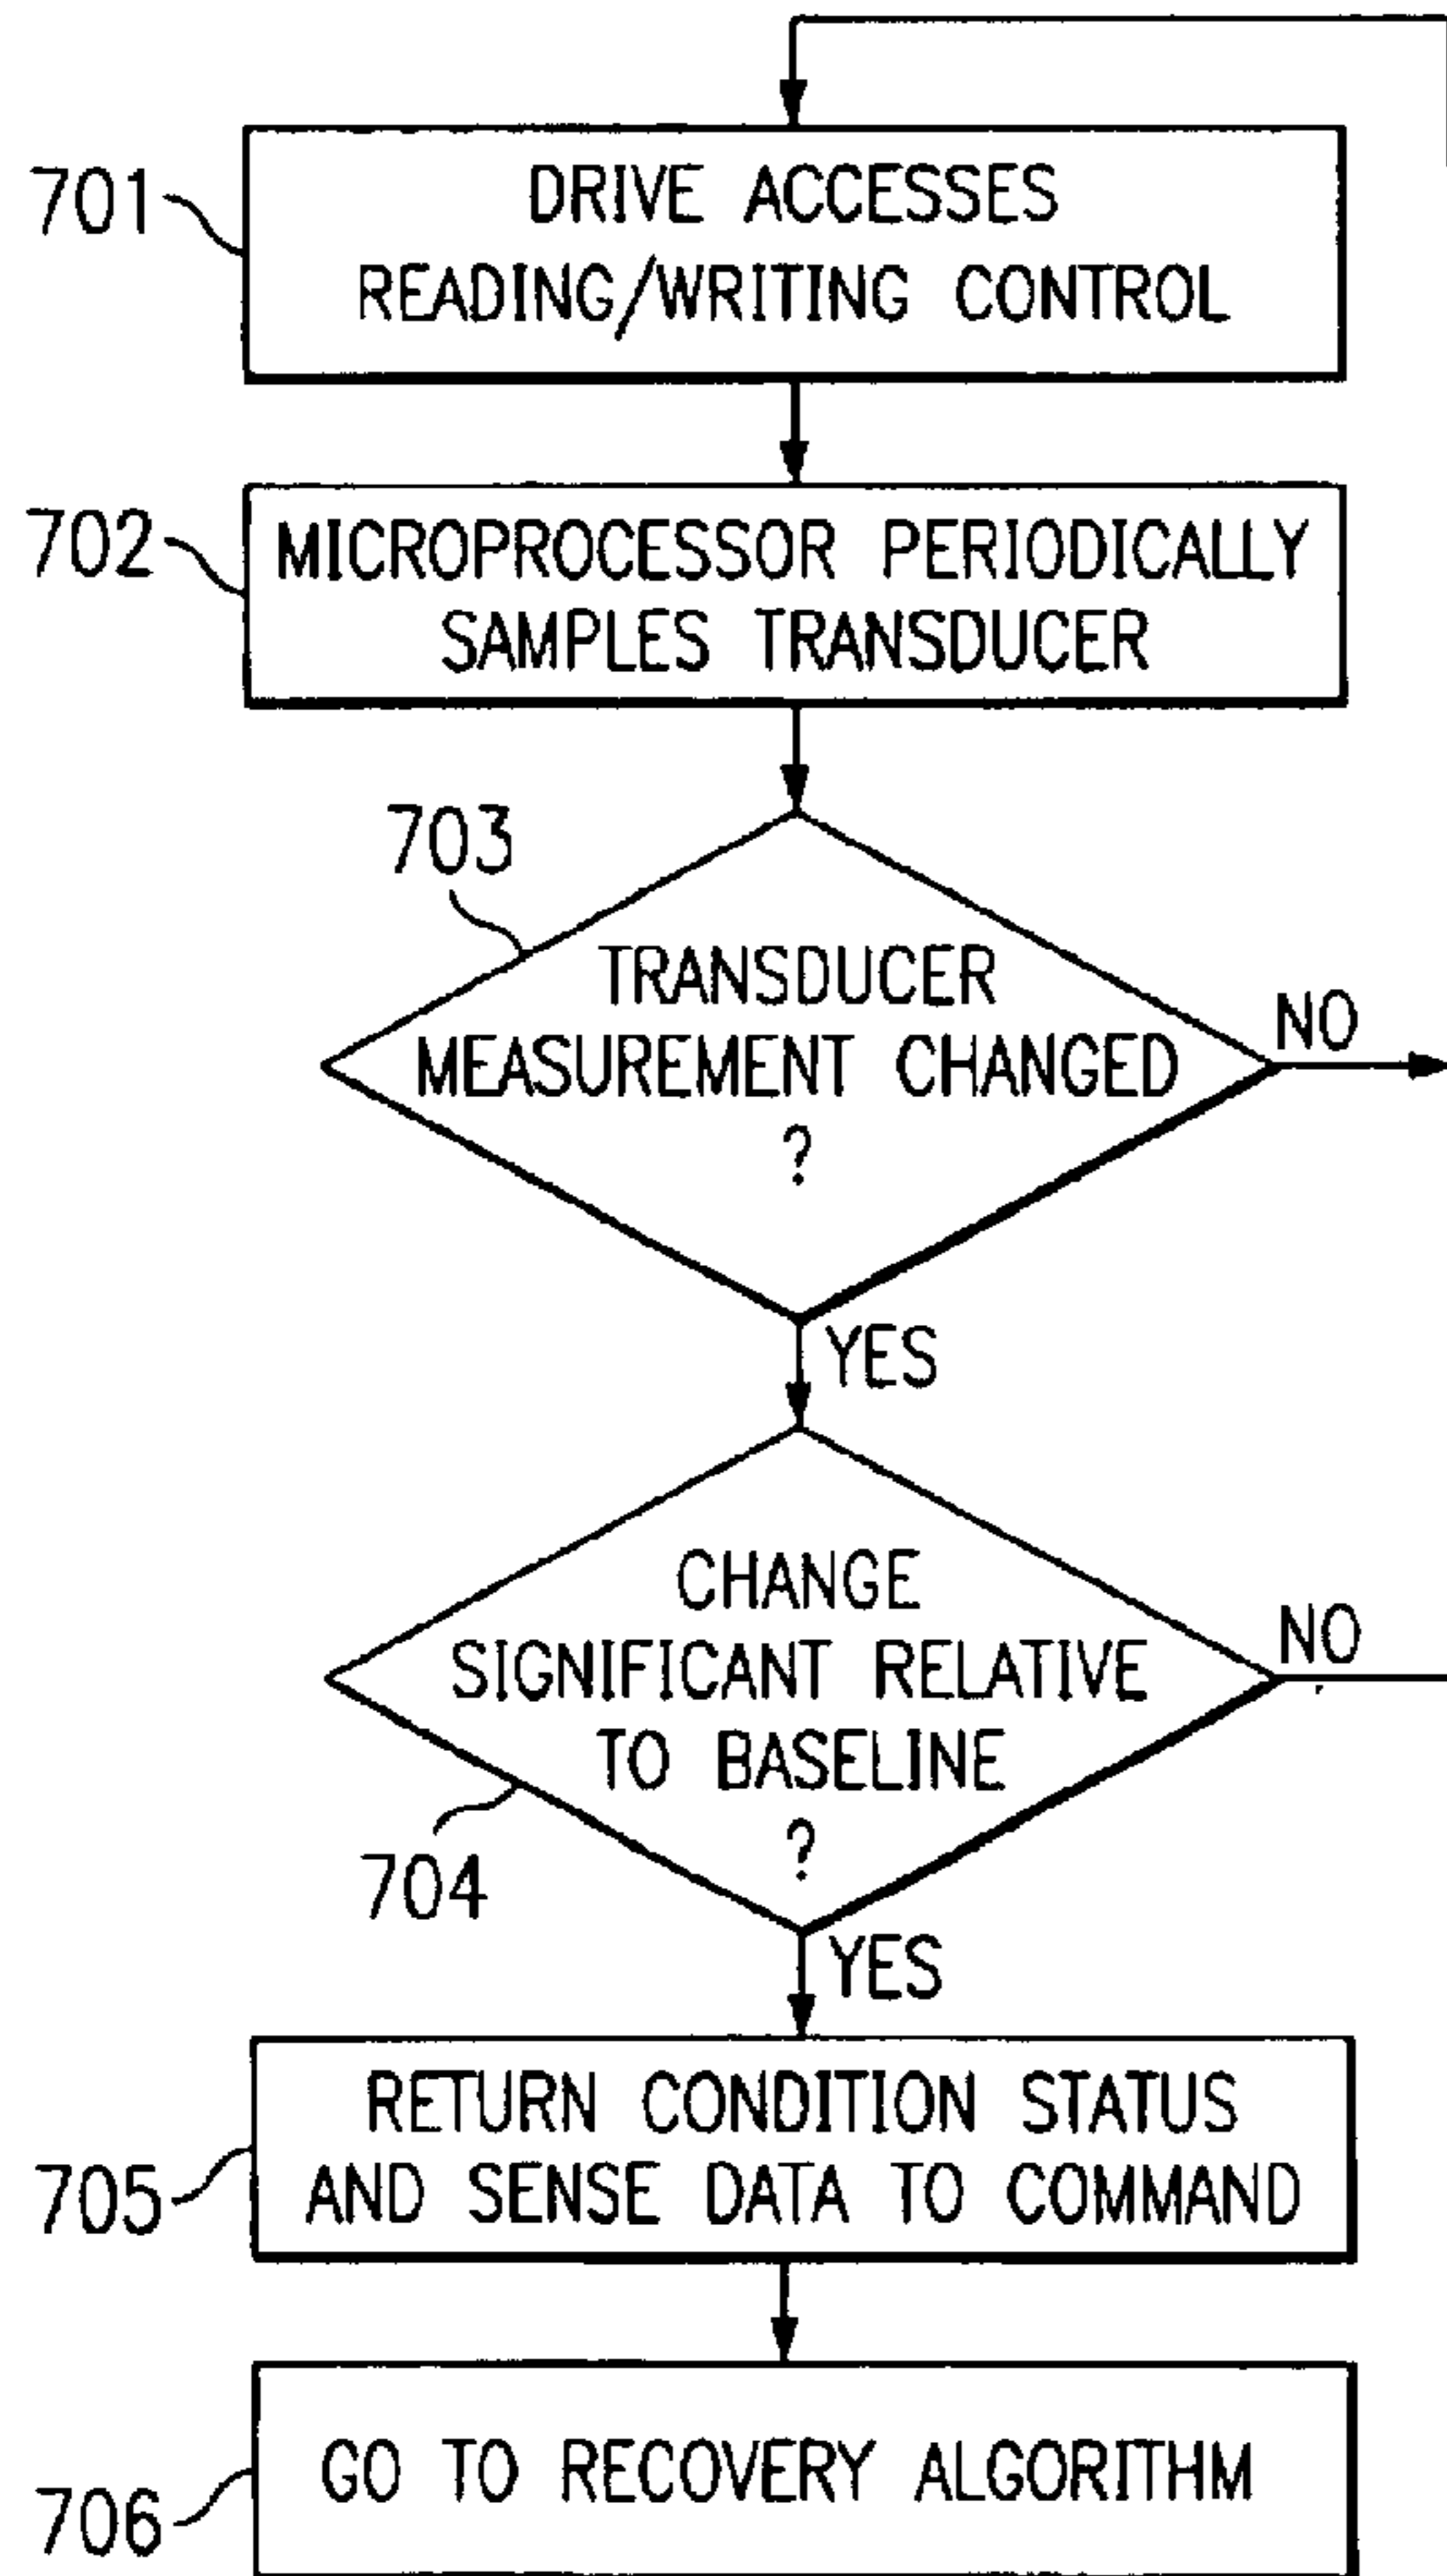 701
DRIVE ACCESSES
READING/WRITING CONTROL
702
MICROPROCESSOR PERIODICALLY
SAMPLES TRANSDUCER
703
TRANSDUCER
MEASUREMENT CHANGED
?
NO
YES
CHANGE
SIGNIFICANT RELATIVE
TO BASELINE
?
NO
704
YES
RETURN CONDITION STATUS
AND SENSE DATA TO COMMAND
705
GO TO RECOVERY ALGORITHM
706